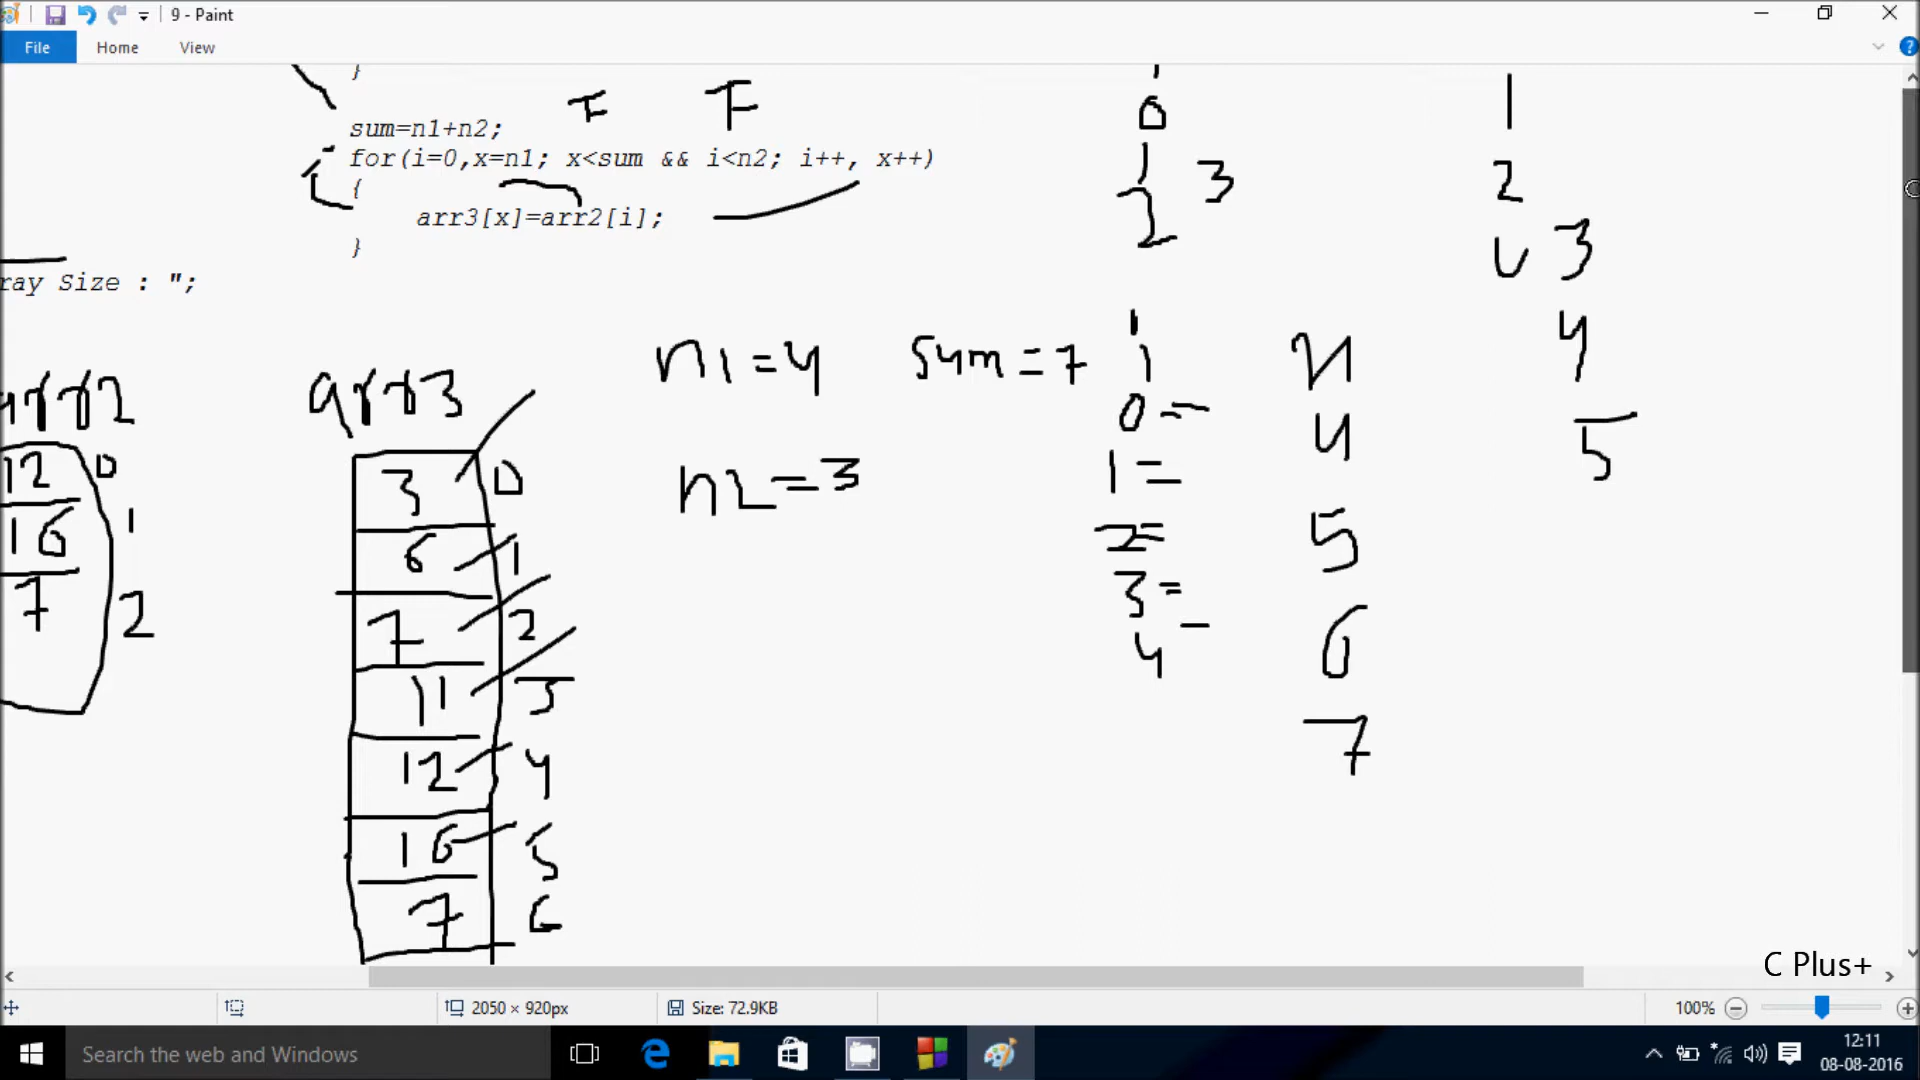 9 - Paint
File Home View
}
sum=n1+n2;
F F
for(i=0,x=n1; x<sum && i<n2; i++, x++)
{
arr3[x]=arr2[i];
}
ray Size : ";
0
1 3
2
1
2
3
4
5
arr2
12 0
16 1
7 2
arr3
3 0
6 1
7 2
11 3
12 4
16 5
7 6
n1=4 sum=7
n2=3
i
0=
1=
2=
3=
4
x
4
5
6
7
C Plus+
2050 × 920px
Size: 72.9KB
100%
Search the web and Windows
12:11
08-08-2016